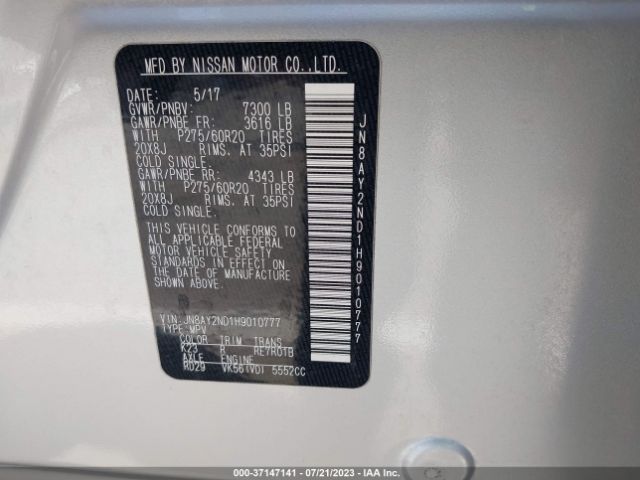 MFD BY NISSAN MOTOR CO.,LTD.
DATE: 5/17
GVWR/PNBV: 7300 LB
GAWR/PNBE FR: 3616 LB
WITH P275/60R20 TIRES
20X8J RIMS. AT 35PSI
COLD SINGLE.
GAWR/PNBE RR: 4343 LB
WITH P275/60R20 TIRES
20X8J RIMS. AT 35PSI
COLD SINGLE.
THIS VEHICLE CONFORMS TO
ALL APPLICABLE FEDERAL
MOTOR VEHICLE SAFETY
STANDARDS IN EFFECT ON
THE DATE OF MANUFACTURE
SHOWN ABOVE.
VIN:JN8AY2ND1H9010777
TYPE:MPV
COLOR TRIM TRANS
K23 R RE7R01B
AXLE ENGINE
RD29 VK56(VD) 5552CC
JN8AY2ND1H9010777
000-37147141 | 07/21/2023 | IAA Inc.